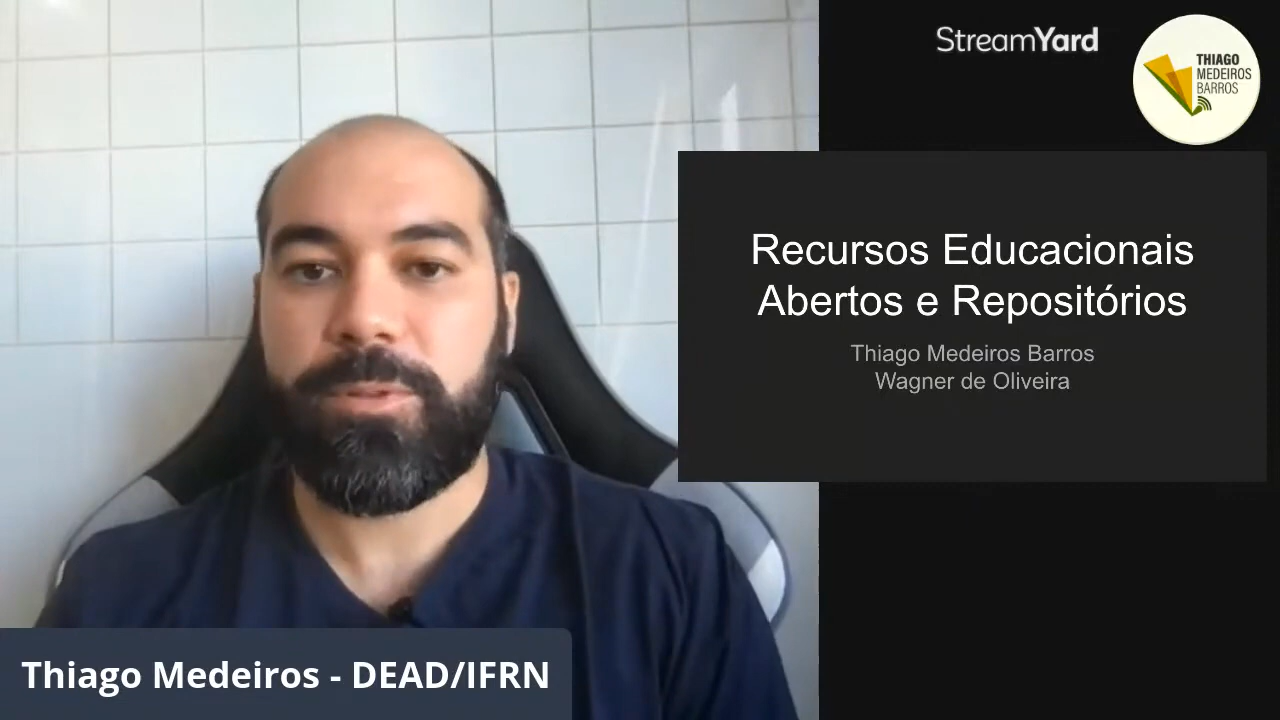 StreamYard
THIAGO
MEDEIROS
BARROS
Recursos Educacionais
Abertos e Repositórios
Thiago Medeiros Barros
Wagner de Oliveira
Thiago Medeiros - DEAD/IFRN